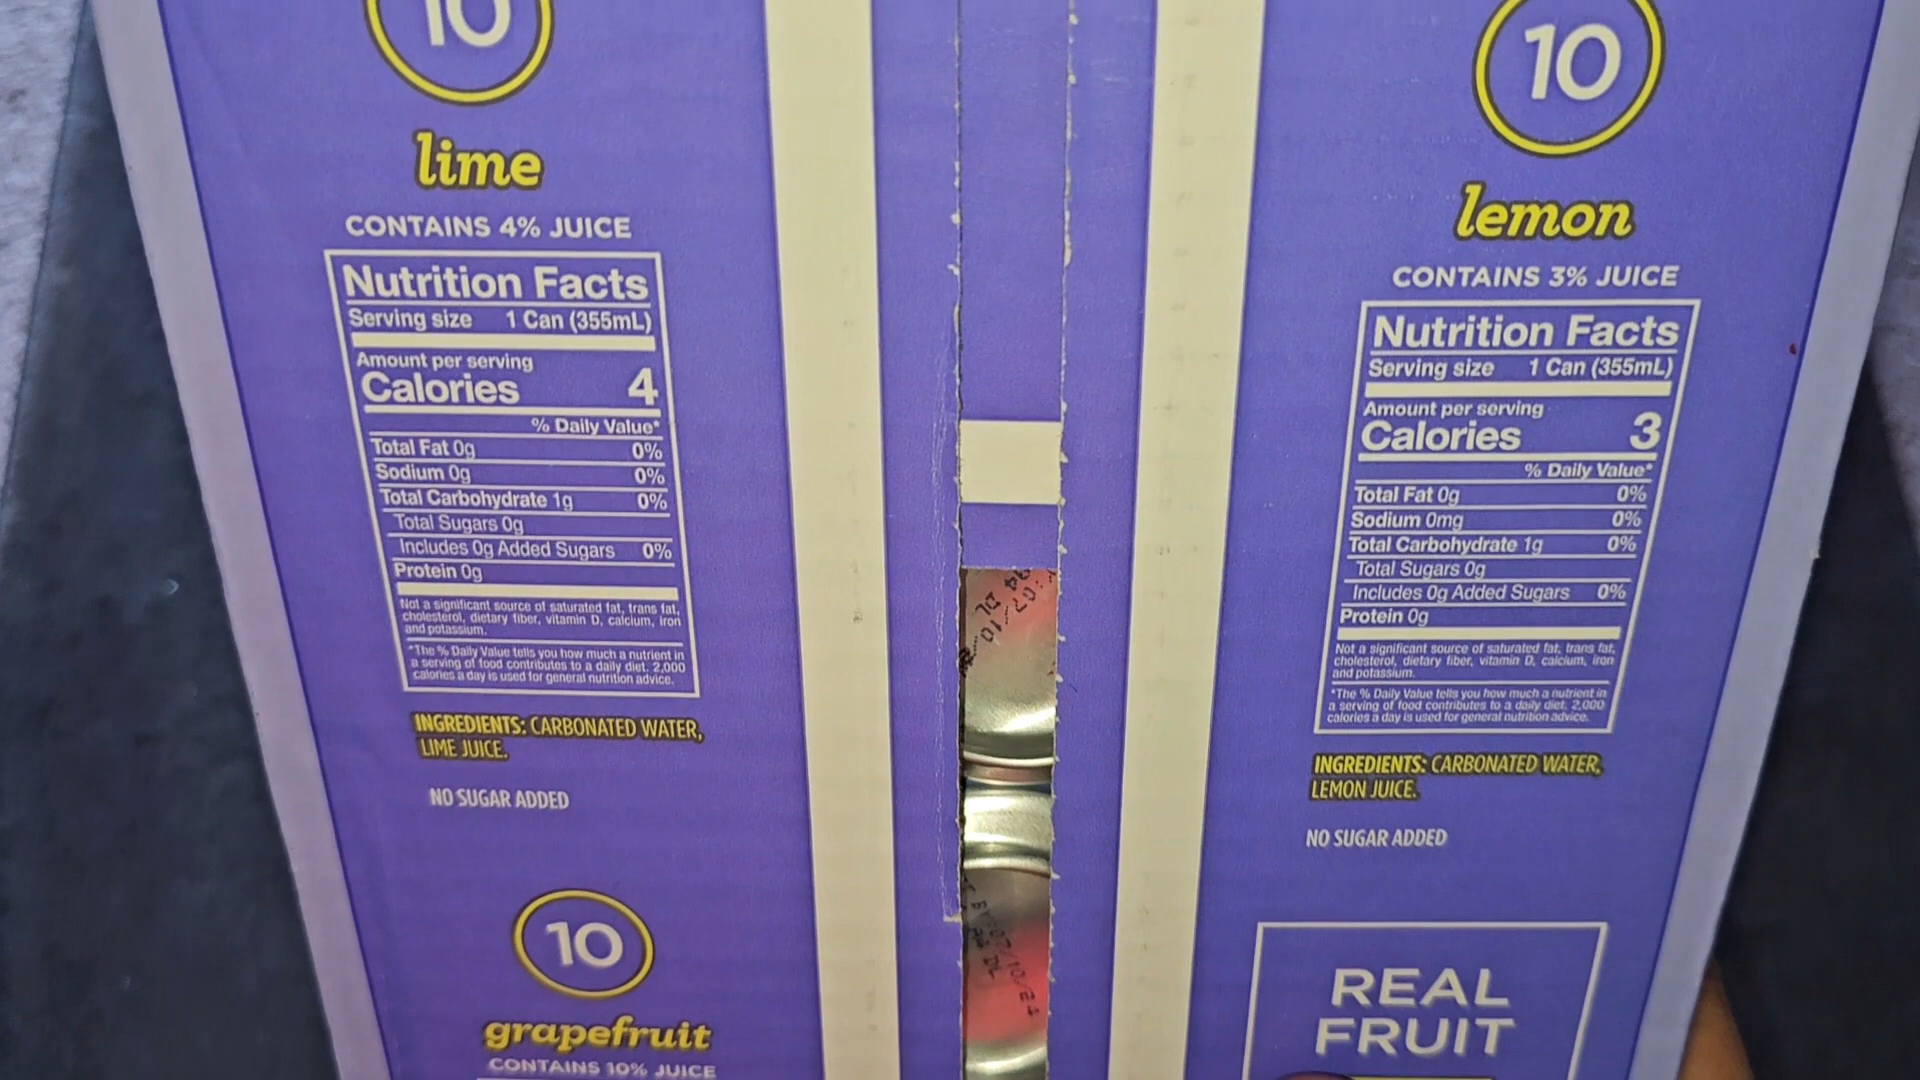 10
lime
CONTAINS 4% JUICE
Nutrition Facts
Serving size 1 Can (355mL)
Amount per serving
Calories 4
% Daily Value*
Total Fat 0g 0%
Sodium 0g 0%
Total Carbohydrate 1g 0%
Total Sugars 0g
Includes 0g Added Sugars 0%
Protein 0g
Not a significant source of saturated fat, trans fat,
cholesterol, dietary fiber, vitamin D, calcium, iron
and potassium.
*The % Daily Value tells you how much a nutrient in
a serving of food contributes to a daily diet. 2,000
calories a day is used for general nutrition advice.
INGREDIENTS: CARBONATED WATER,
LIME JUICE.
NO SUGAR ADDED
10
grapefruit
CONTAINS 10% JUICE
07/10
DL
07/10/24
DL
10
lemon
CONTAINS 3% JUICE
Nutrition Facts
Serving size 1 Can (355mL)
Amount per serving
Calories 3
% Daily Value*
Total Fat 0g 0%
Sodium 0mg 0%
Total Carbohydrate 1g 0%
Total Sugars 0g
Includes 0g Added Sugars 0%
Protein 0g
Not a significant source of saturated fat, trans fat,
cholesterol, dietary fiber, vitamin D, calcium, iron
and potassium.
*The % Daily Value tells you how much a nutrient in
a serving of food contributes to a daily diet. 2,000
calories a day is used for general nutrition advice.
INGREDIENTS: CARBONATED WATER,
LEMON JUICE.
NO SUGAR ADDED
REAL
FRUIT